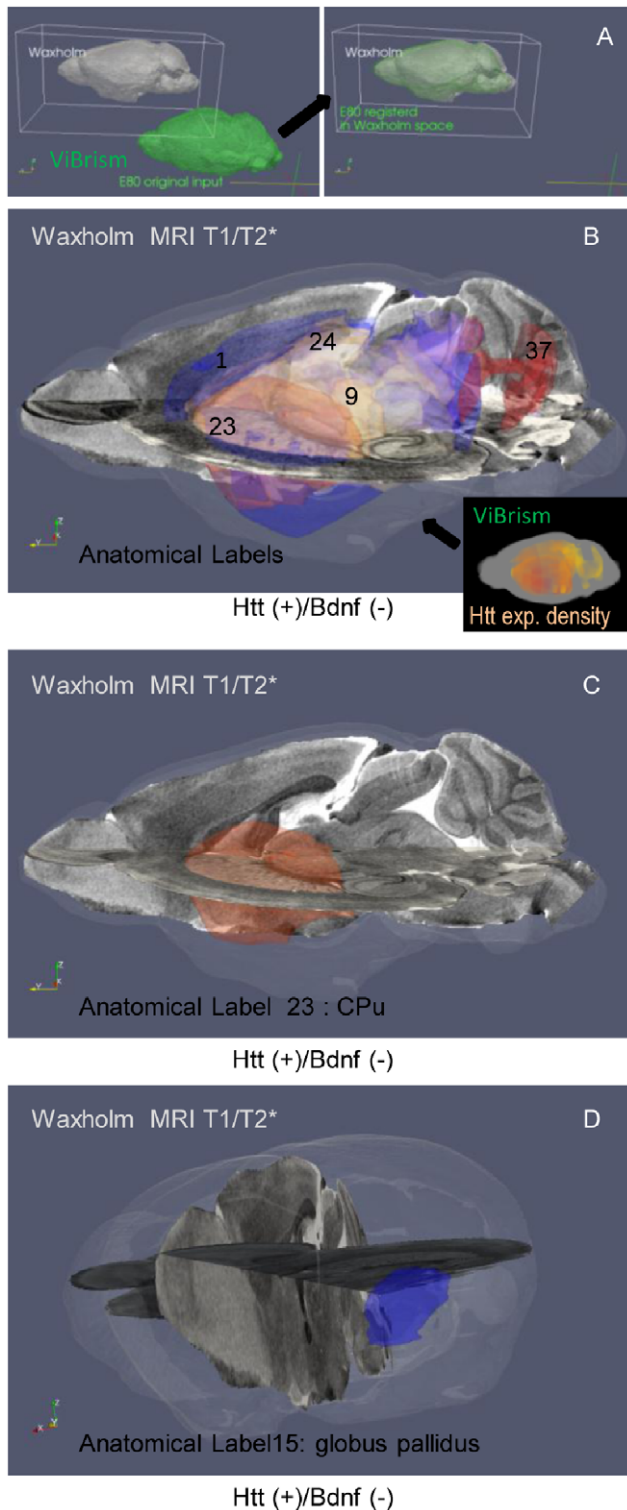 A
Waxholm
ViBrism
E80 original input
Waxholm
E80 registerd
in Waxholm space
Waxholm MRI T1/T2*
B
24
1
37
9
23
ViBrism
Anatomical Labels
Htt exp. density
Htt (+)/Bdnf (-)
Waxholm MRI T1/T2*
C
Anatomical Label 23 : CPu
Htt (+)/Bdnf (-)
Waxholm MRI T1/T2*
D
Anatomical Label15: globus pallidus
Htt (+)/Bdnf (-)